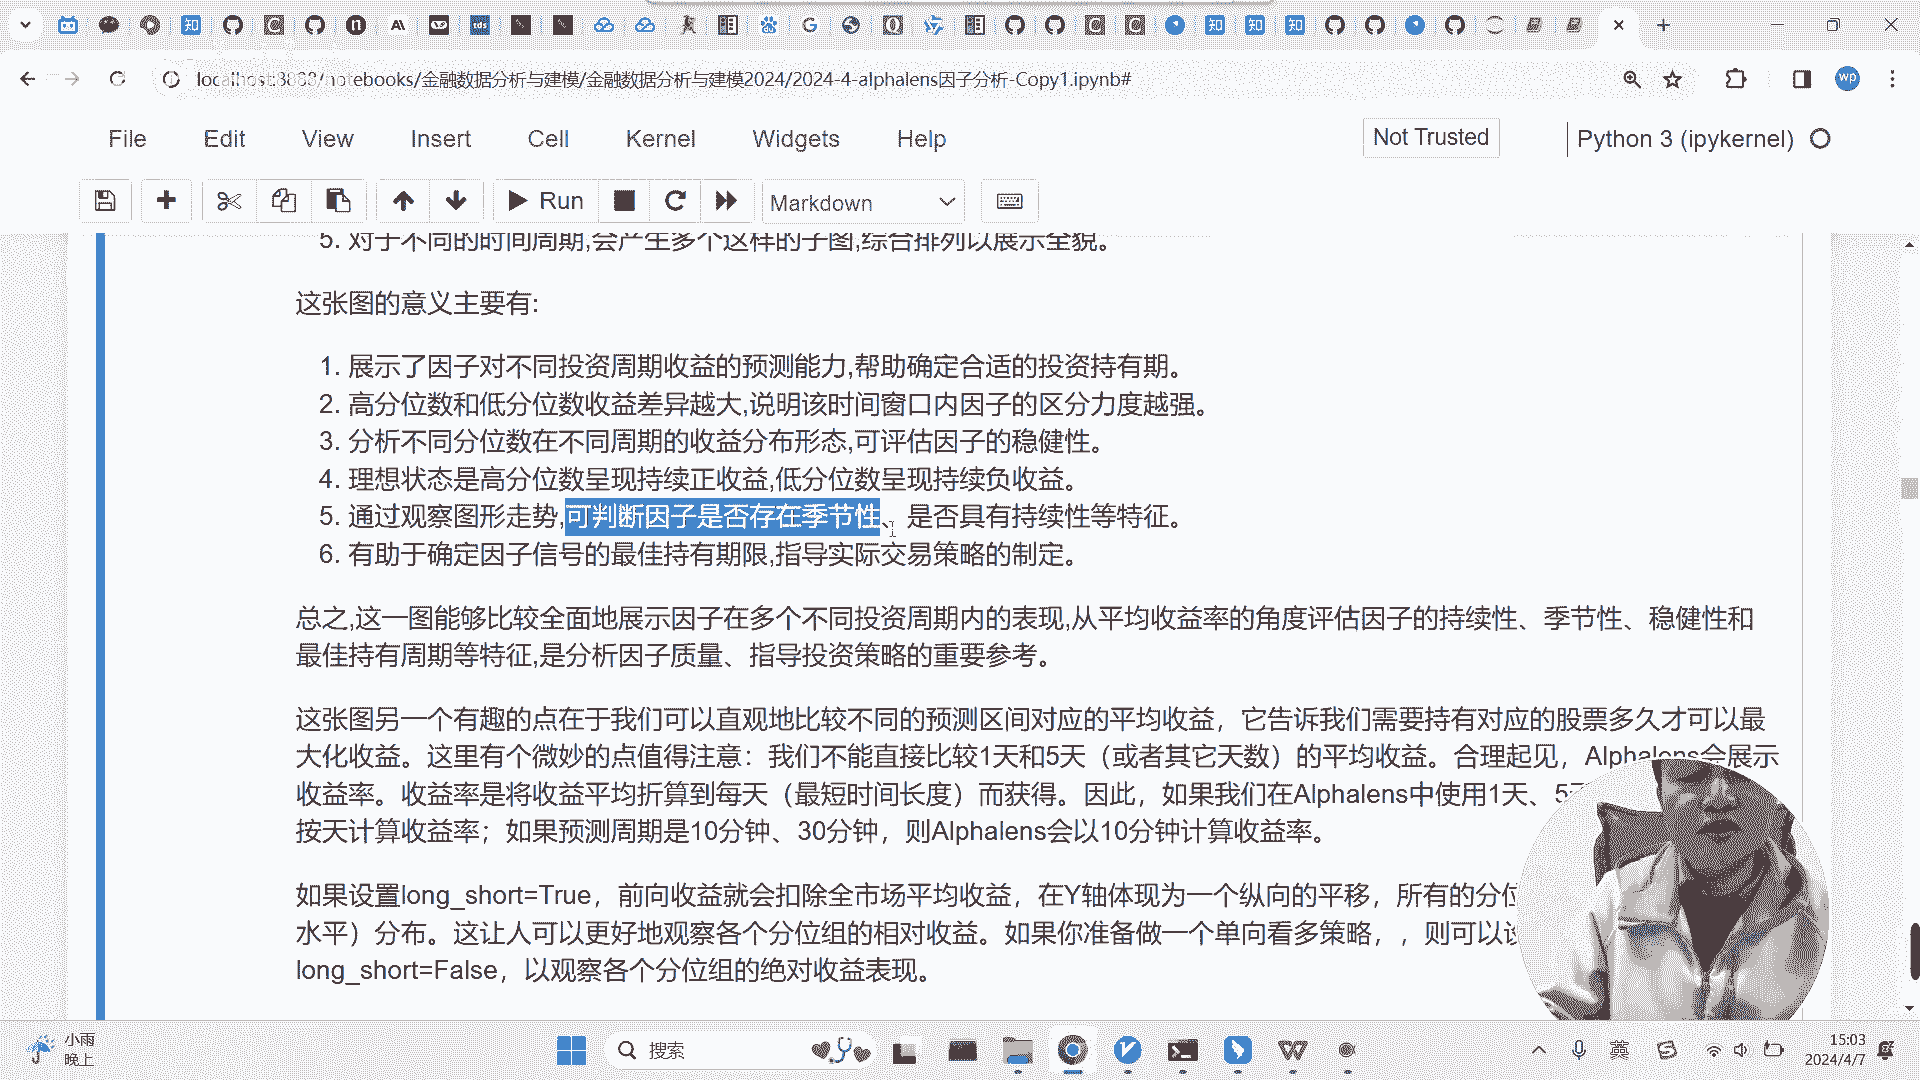 localhost:8888/notebooks/金融数据分析与建模/金融数据分析与建模2024/2024-4-alphalens因子分析-Copy1.ipynb#
wp
File Edit View Insert Cell Kernel Widgets Help Not Trusted Python 3 (ipykernel)
Run Markdown
5. 对于不同的时间周期,会产生多个这样的子图,综合排列以展示全貌。
这张图的意义主要有:
1. 展示了因子对不同投资周期收益的预测能力,帮助确定合适的投资持有期。
2. 高分位数和低分位数收益差异越大,说明该时间窗口内因子的区分力度越强。
3. 分析不同分位数在不同周期的收益分布形态,可评估因子的稳健性。
4. 理想状态是高分位数呈现持续正收益,低分位数呈现持续负收益。
5. 通过观察图形走势,可判断因子是否存在季节性、是否具有持续性等特征。
6. 有助于确定因子信号的最佳持有期限,指导实际交易策略的制定。
总之,这一图能够比较全面地展示因子在多个不同投资周期内的表现,从平均收益率的角度评估因子的持续性、季节性、稳健性和
最佳持有周期等特征,是分析因子质量、指导投资策略的重要参考。
这张图另一个有趣的点在于我们可以直观地比较不同的预测区间对应的平均收益，它告诉我们需要持有对应的股票多久才可以最
大化收益。这里有个微妙的点值得注意：我们不能直接比较1天和5天（或者其它天数）的平均收益。合理起见，Alphalens会展示
收益率。收益率是将收益平均折算到每天（最短时间长度）而获得。因此，如果我们在Alphalens中使用1天、5
按天计算收益率；如果预测周期是10分钟、30分钟，则Alphalens会以10分钟计算收益率。
如果设置long_short=True，前向收益就会扣除全市场平均收益，在Y轴体现为一个纵向的平移，所有的分位
水平）分布。这让人可以更好地观察各个分位组的相对收益。如果你准备做一个单向看多策略，，则可以
long_short=False，以观察各个分位组的绝对收益表现。
小雨
晚上
搜索
英
15:03
2024/4/7